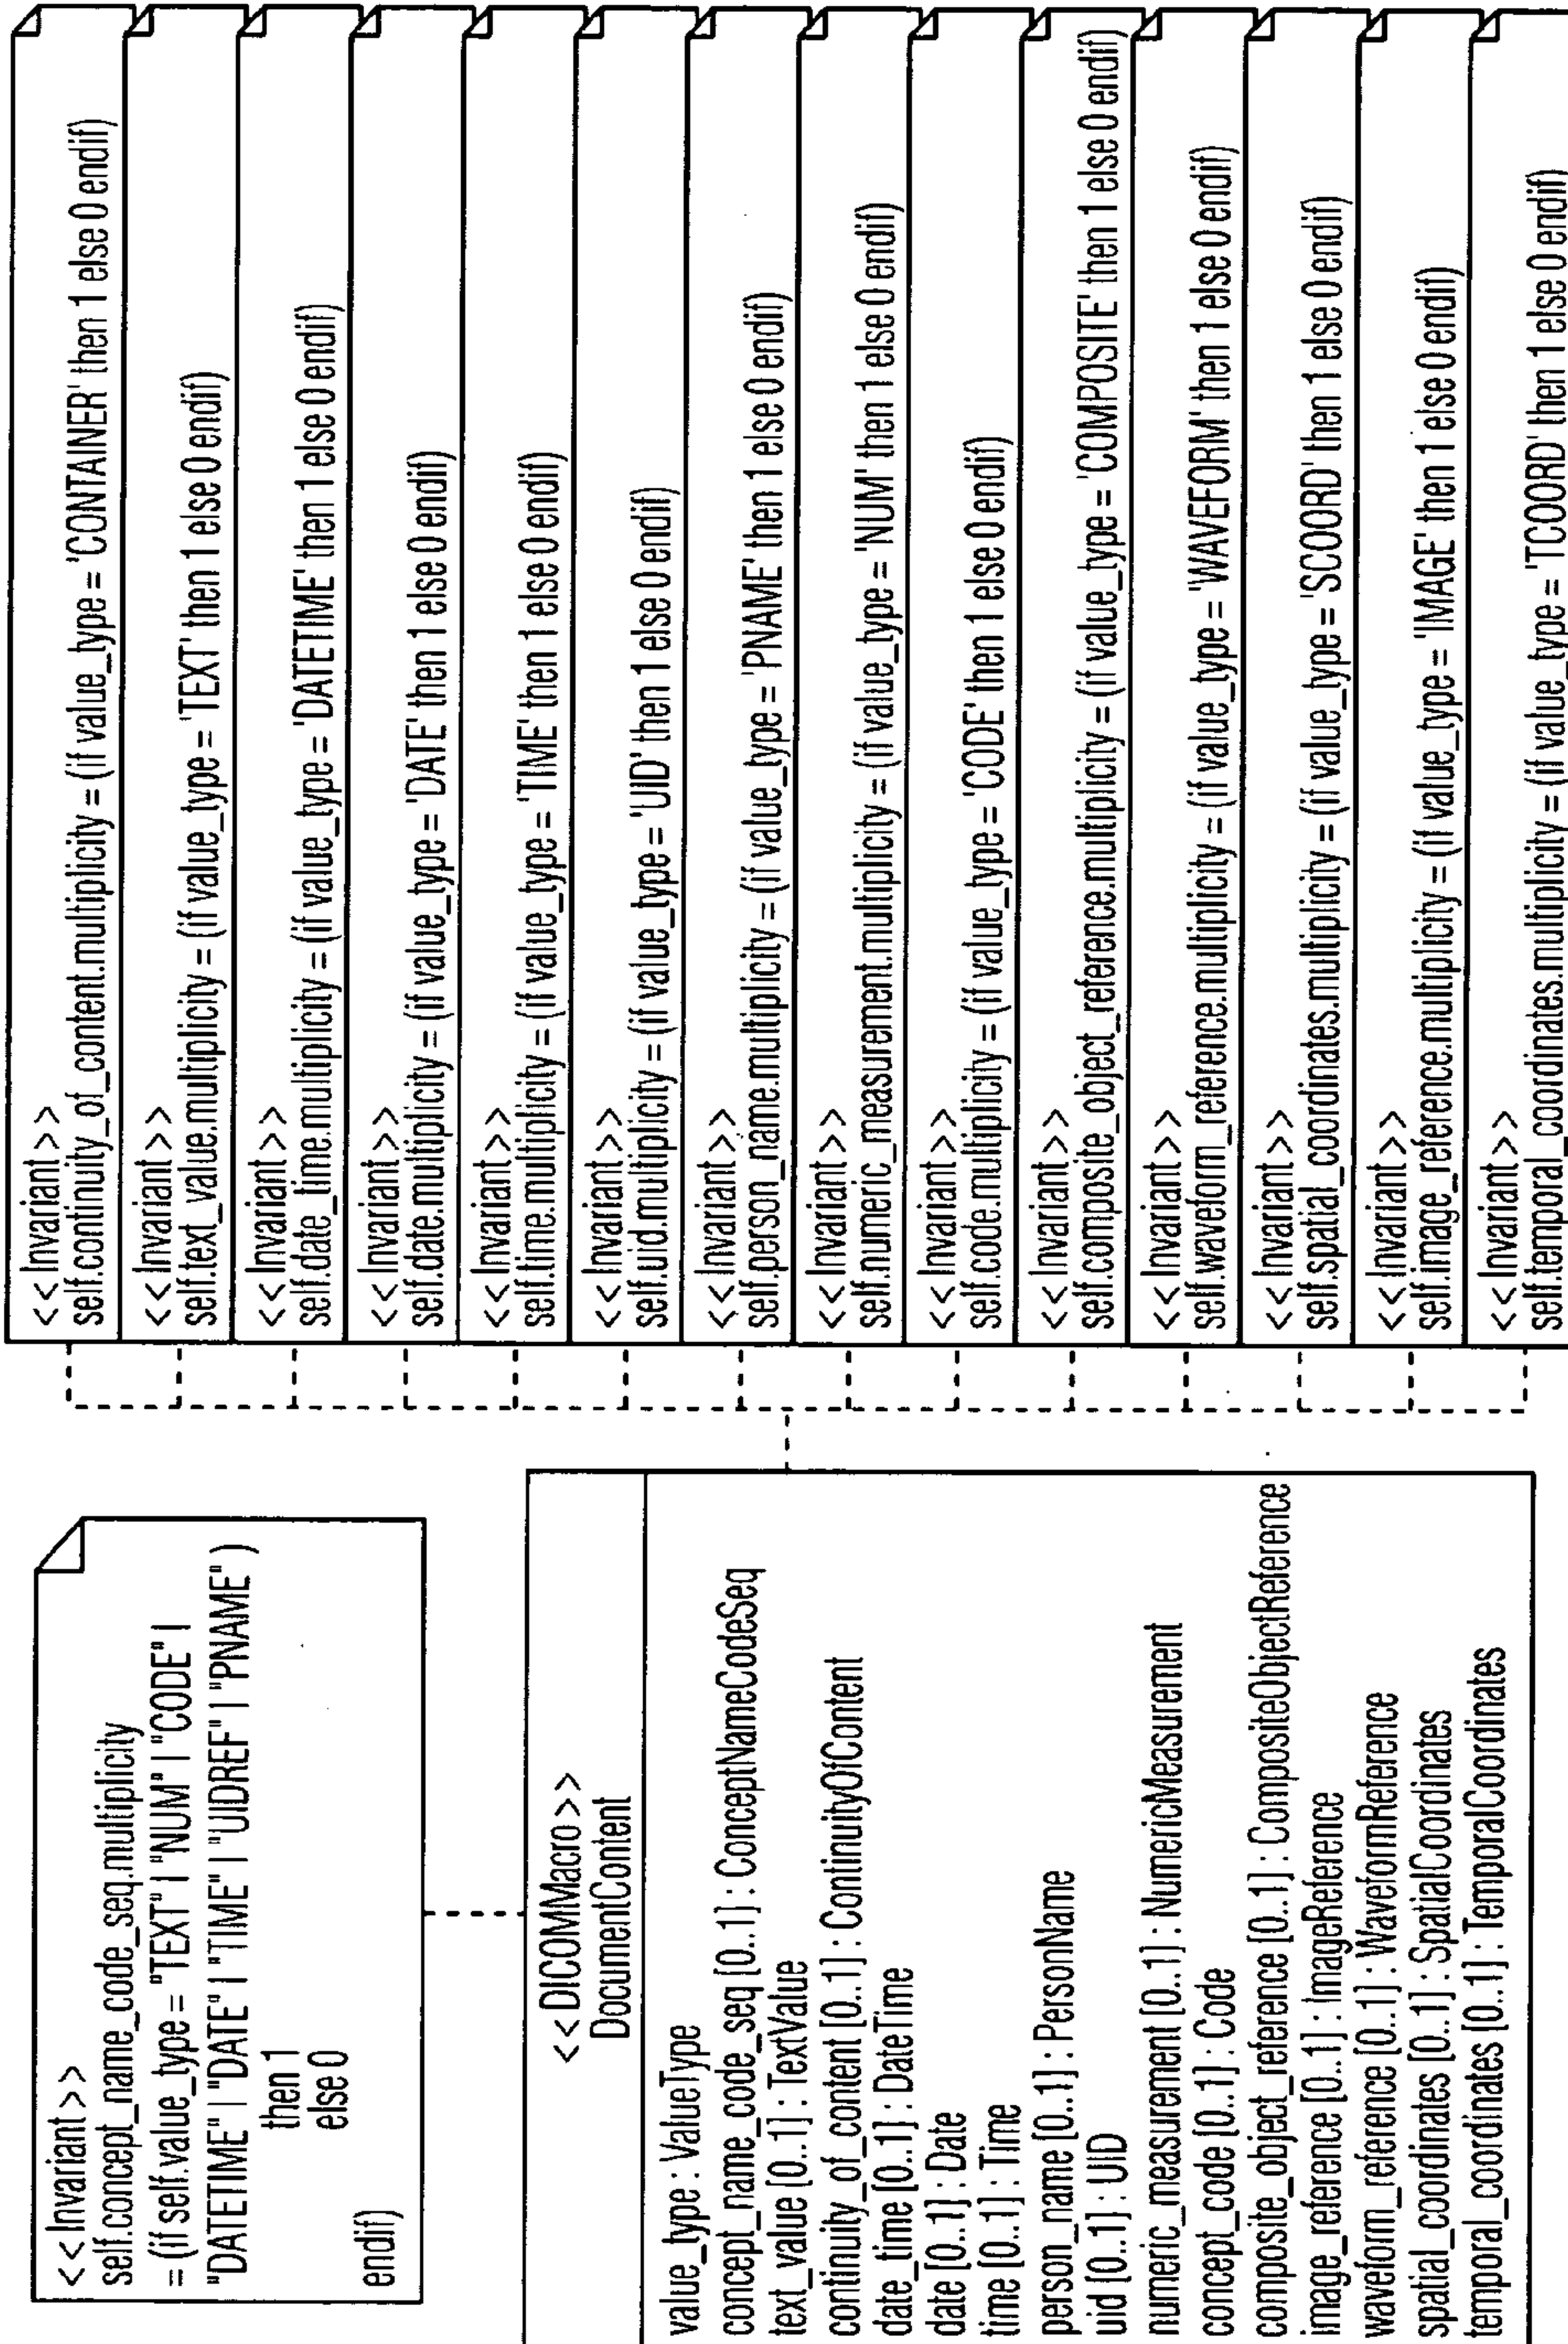 <<Invariant>>
self.concept_name_code_seq.multiplicity
= (if self.value_type = "TEXT" | "NUM" | "CODE" |
"DATETIME" | "DATE" | "TIME" | "UIDREF" | "PNAME")
then 1
else 0
endif)
<<DICOMMacro>>
DocumentContent
value_type : ValueType
concept_name_code_seq [0..1] : ConceptNameCodeSeq
text_value [0..1] : TextValue
continuity_of_content [0..1] : ContinuityOfContent
date_time [0..1] : DateTime
date [0..1] : Date
time [0..1] : Time
person_name [0..1] : PersonName
uid [0..1] : UID
numeric_measurement [0..1] : NumericMeasurement
concept_code [0..1] : Code
composite_object_reference [0..1] : CompositeObjectReference
image_reference [0..1] : ImageReference
waveform_reference [0..1] : WaveformReference
spatial_coordinates [0..1] : SpatialCoordinates
temporal_coordinates [0..1] : TemporalCoordinates
<<Invariant>>
self.continuity_of_content.multiplicity = (if value_type = 'CONTAINER' then 1 else 0 endif)
<<Invariant>>
self.text_value.multiplicity = (if value_type = 'TEXT' then 1 else 0 endif)
<<Invariant>>
self.date_time.multiplicity = (if value_type = 'DATETIME' then 1 else 0 endif)
<<Invariant>>
self.date.multiplicity = (if value_type = 'DATE' then 1 else 0 endif)
<<Invariant>>
self.time.multiplicity = (if value_type = 'TIME' then 1 else 0 endif)
<<Invariant>>
self.uid.multiplicity = (if value_type = 'UID' then 1 else 0 endif)
<<Invariant>>
self.person_name.multiplicity = (if value_type = 'PNAME' then 1 else 0 endif)
<<Invariant>>
self.numeric_measurement.multiplicity = (if value_type = 'NUM' then 1 else 0 endif)
<<Invariant>>
self.code.multiplicity = (if value_type = 'CODE' then 1 else 0 endif)
<<Invariant>>
self.composite_object_reference.multiplicity = (if value_type = 'COMPOSITE' then 1 else 0 endif)
<<Invariant>>
self.waveform_reference.multiplicity = (if value_type = 'WAVEFORM' then 1 else 0 endif)
<<Invariant>>
self.spatial_coordinates.multiplicity = (if value_type = 'SCOORD' then 1 else 0 endif)
<<Invariant>>
self.image_reference.multiplicity = (if value_type = 'IMAGE' then 1 else 0 endif)
<<Invariant>>
self.temporal_coordinates.multiplicity = (if value_type = 'TCOORD' then 1 else 0 endif)